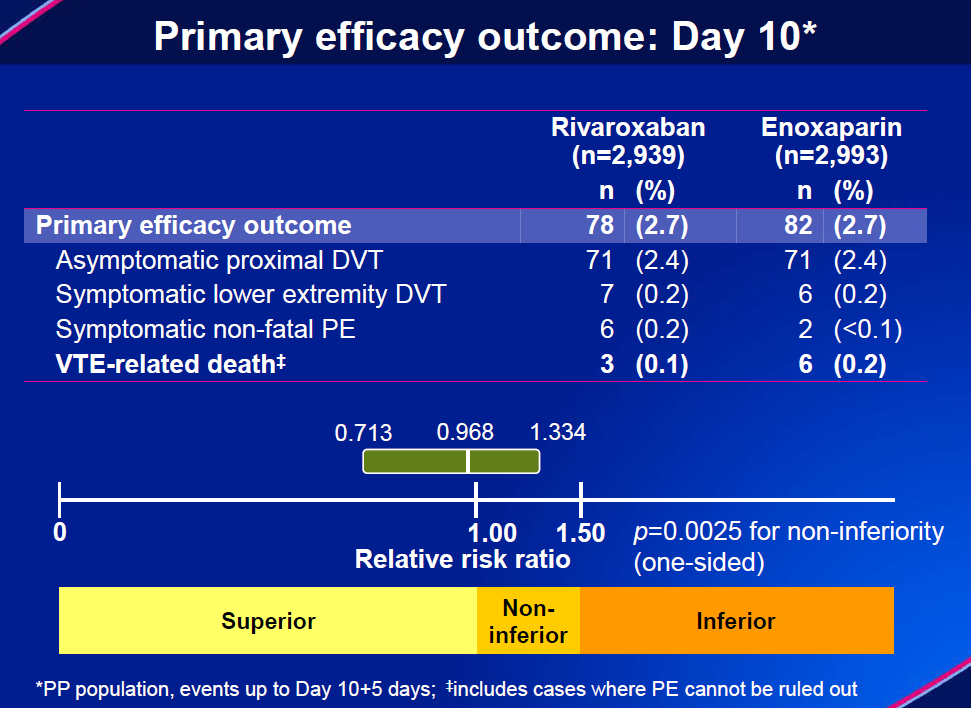 Primary efficacy outcome: Day 10*
Rivaroxaban Enoxaparin
(n=2,939) (n=2,993)
n (%) n (%)
Primary efficacy outcome 78 (2.7) 82 (2.7)
Asymptomatic proximal DVT 71 (2.4) 71 (2.4)
Symptomatic lower extremity DVT 7 (0.2) 6 (0.2)
Symptomatic non-fatal PE 6 (0.2) 2 (<0.1)
VTE-related death‡ 3 (0.1) 6 (0.2)
0.713 0.968 1.334
0 1.00 1.50 p=0.0025 for non-inferiority
Relative risk ratio (one-sided)
Superior Non-inferior Inferior
*PP population, events up to Day 10+5 days; ‡includes cases where PE cannot be ruled out